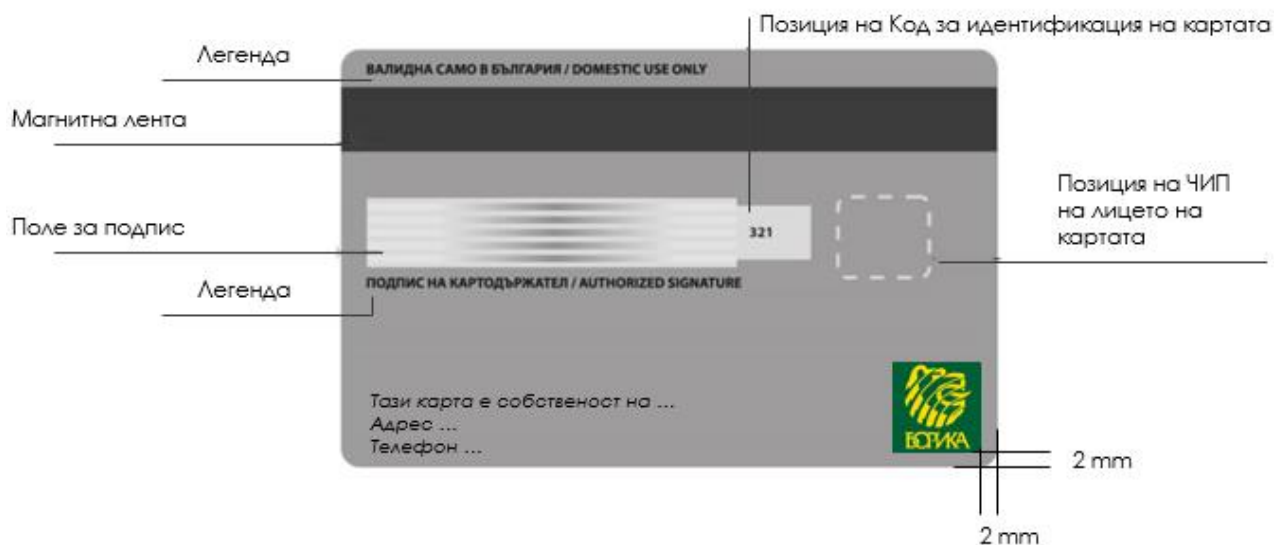 Позиция на Код за идентификация на картата
Легенда
ВАЛИДНА САМО В БЪЛГАРИЯ / DOMESTIC USE ONLY
Магнитна лента
Позиция на ЧИП
на лицето на
картата
Поле за подпис
321
Легенда
ПОДПИС НА КАРТОДЪРЖАТЕЛ / AUTHORIZED SIGNATURE
Тази карта е собственост на ...
Адрес ...
Телефон ...
БОРИКА
2 mm
2 mm